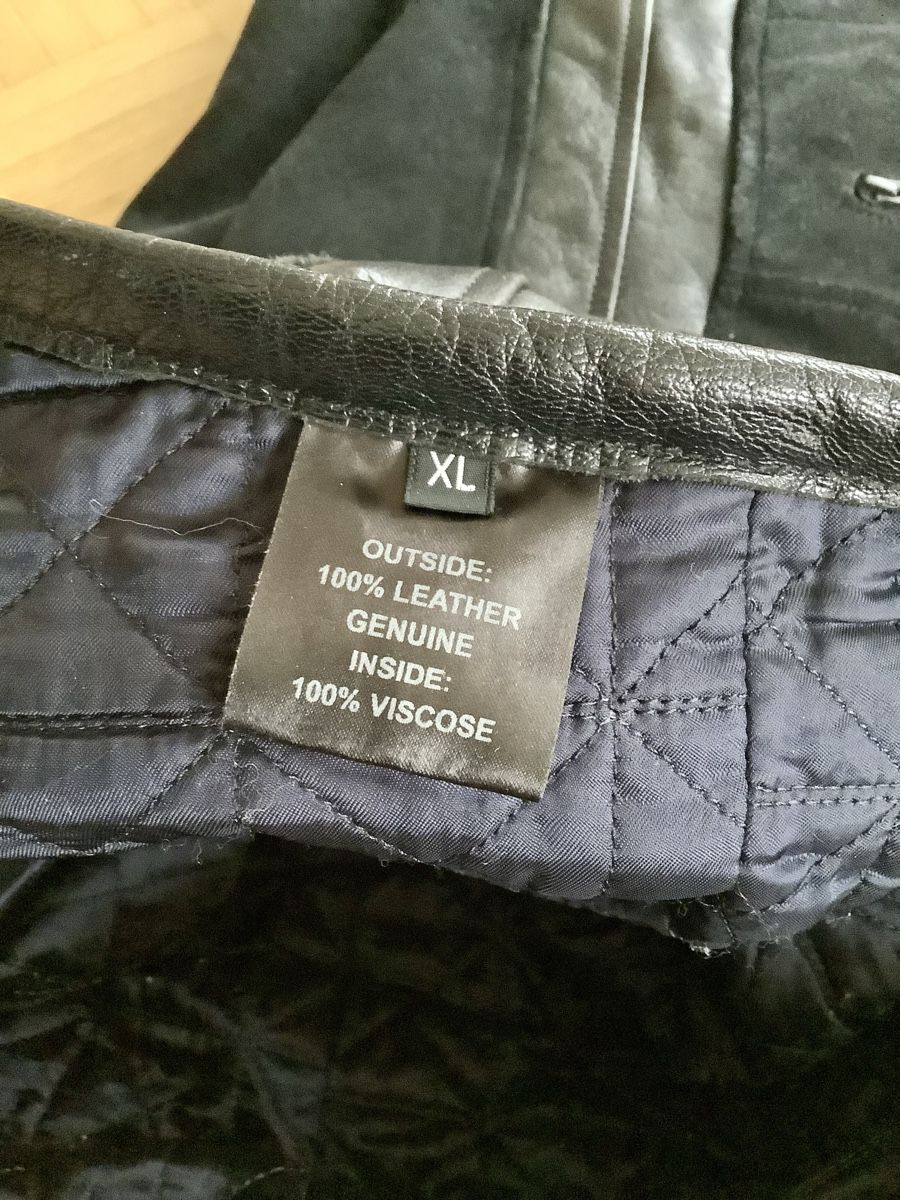 XL
OUTSIDE:
100% LEATHER
GENUINE
INSIDE:
100% VISCOSE